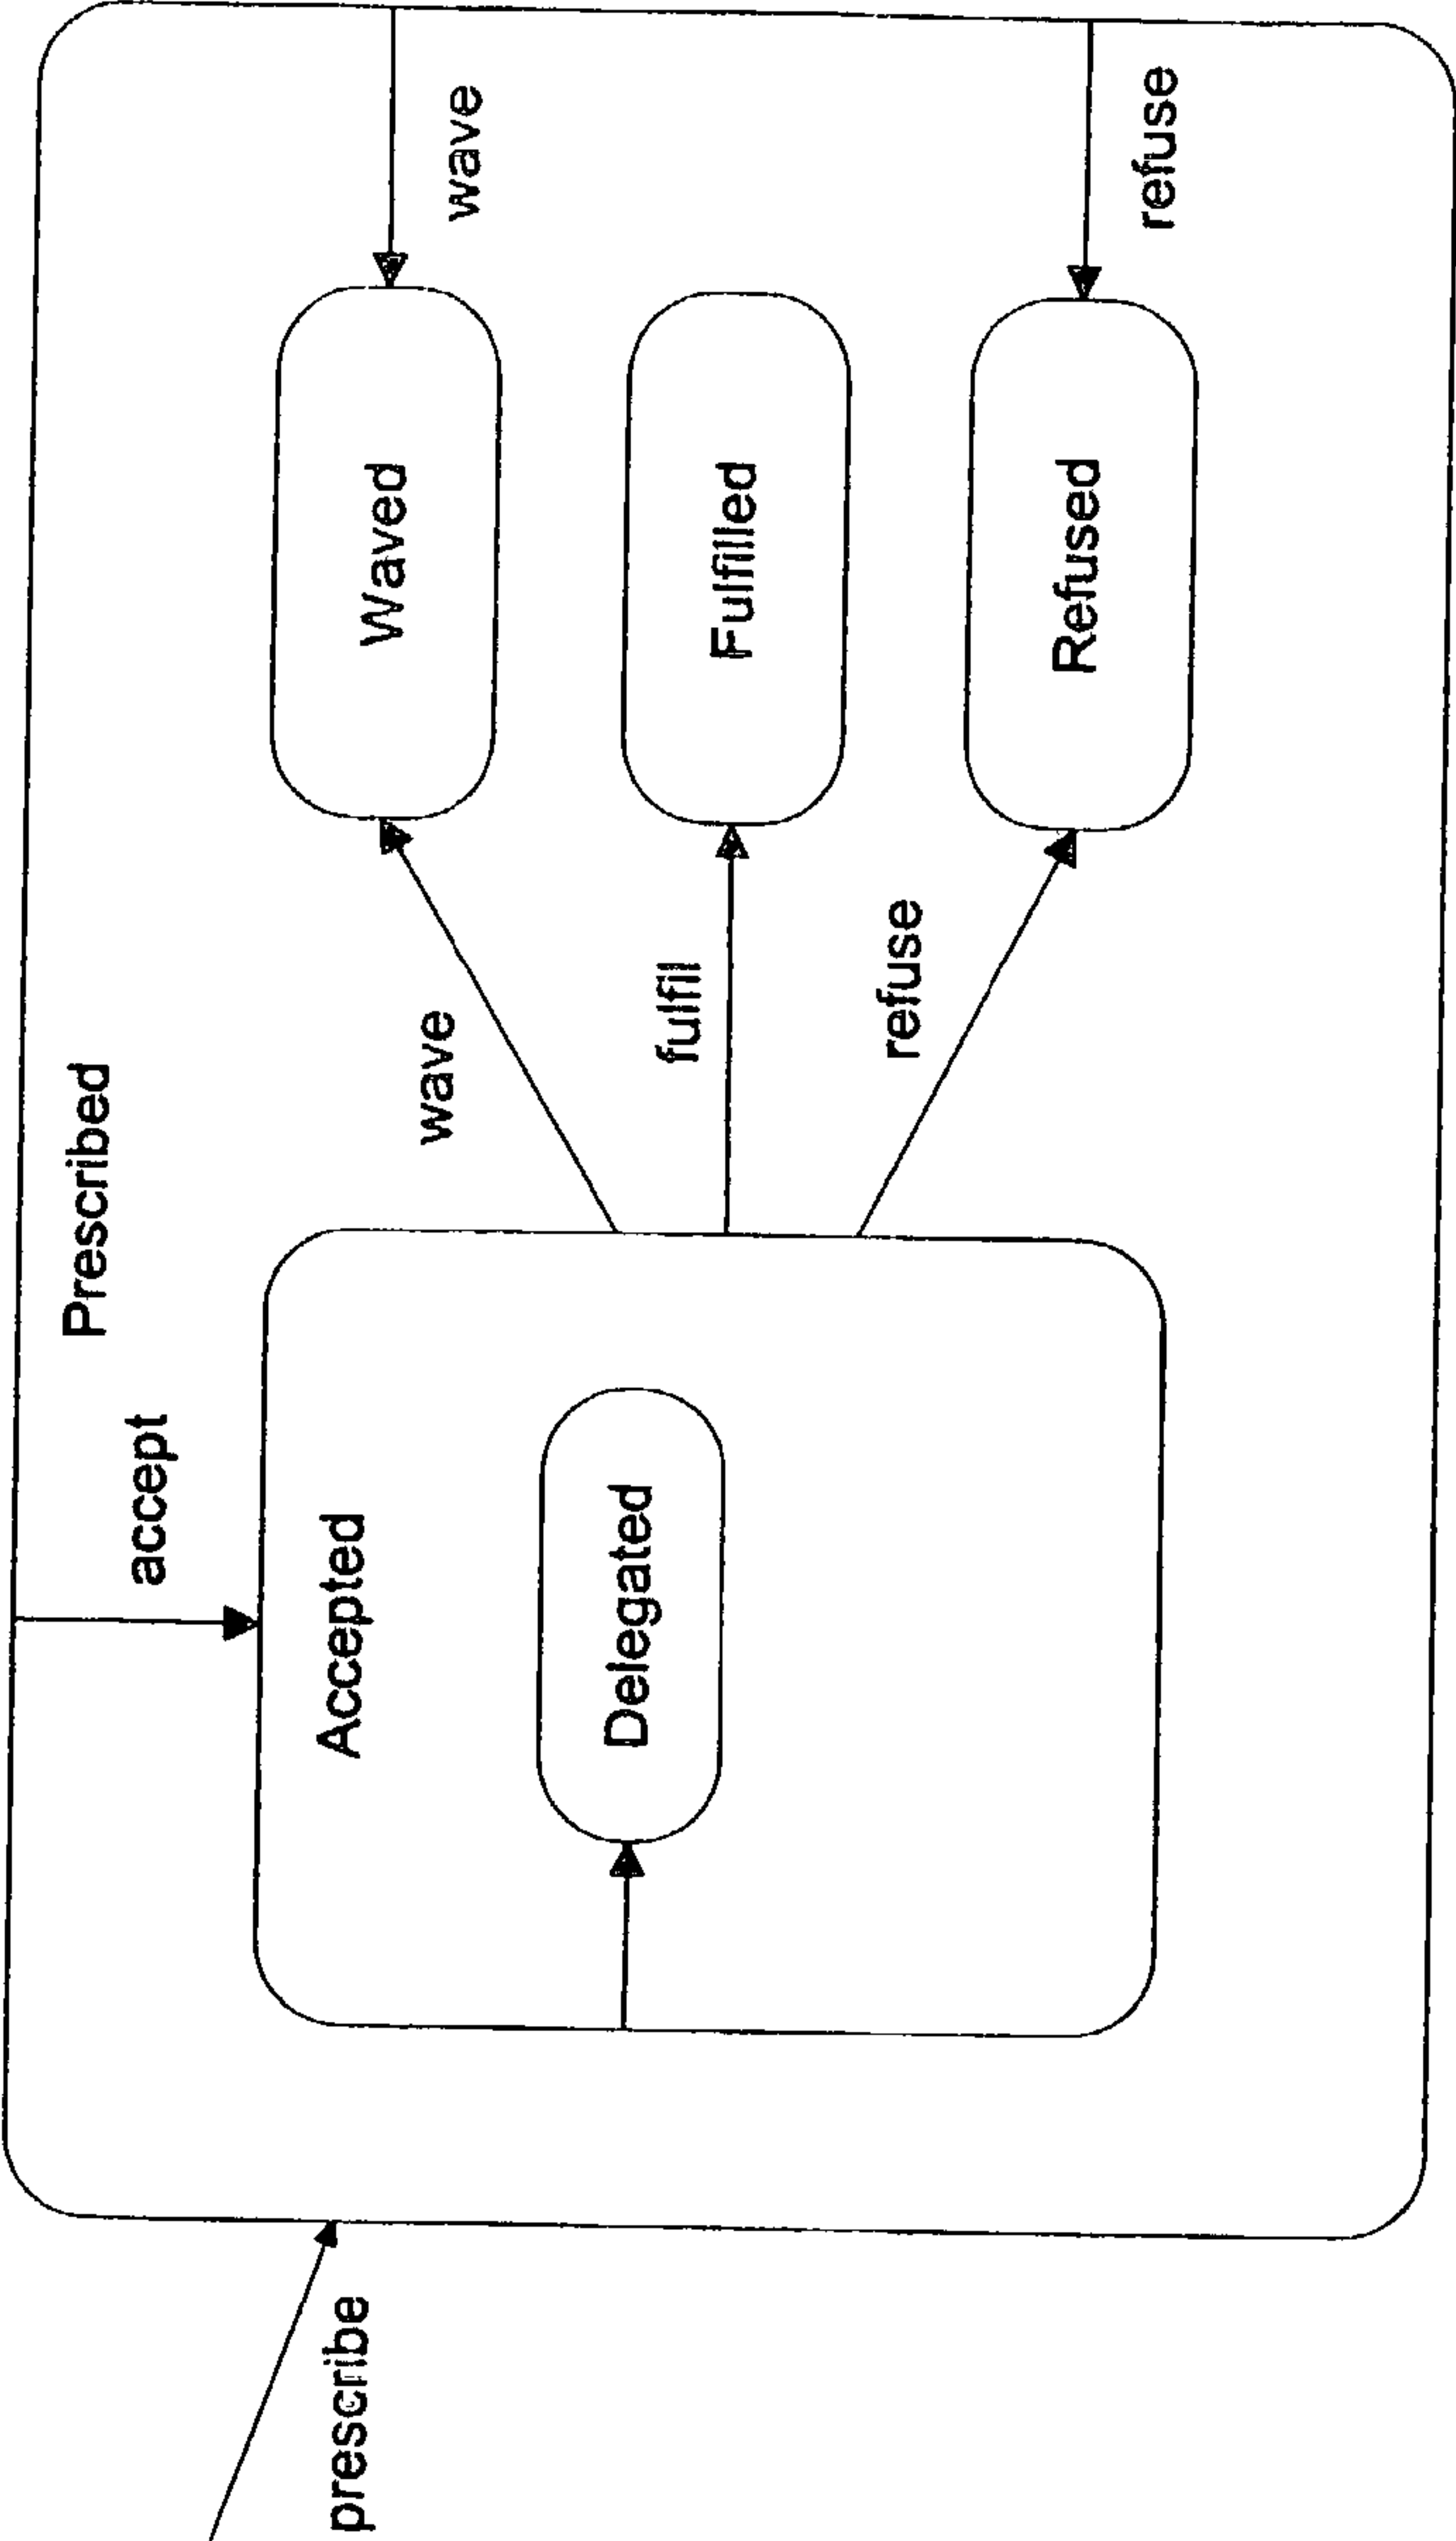 prescribe
Prescribed
accept
Accepted
Delegated
wave
fulfil
refuse
Waved
Fulfilled
Refused
wave
refuse